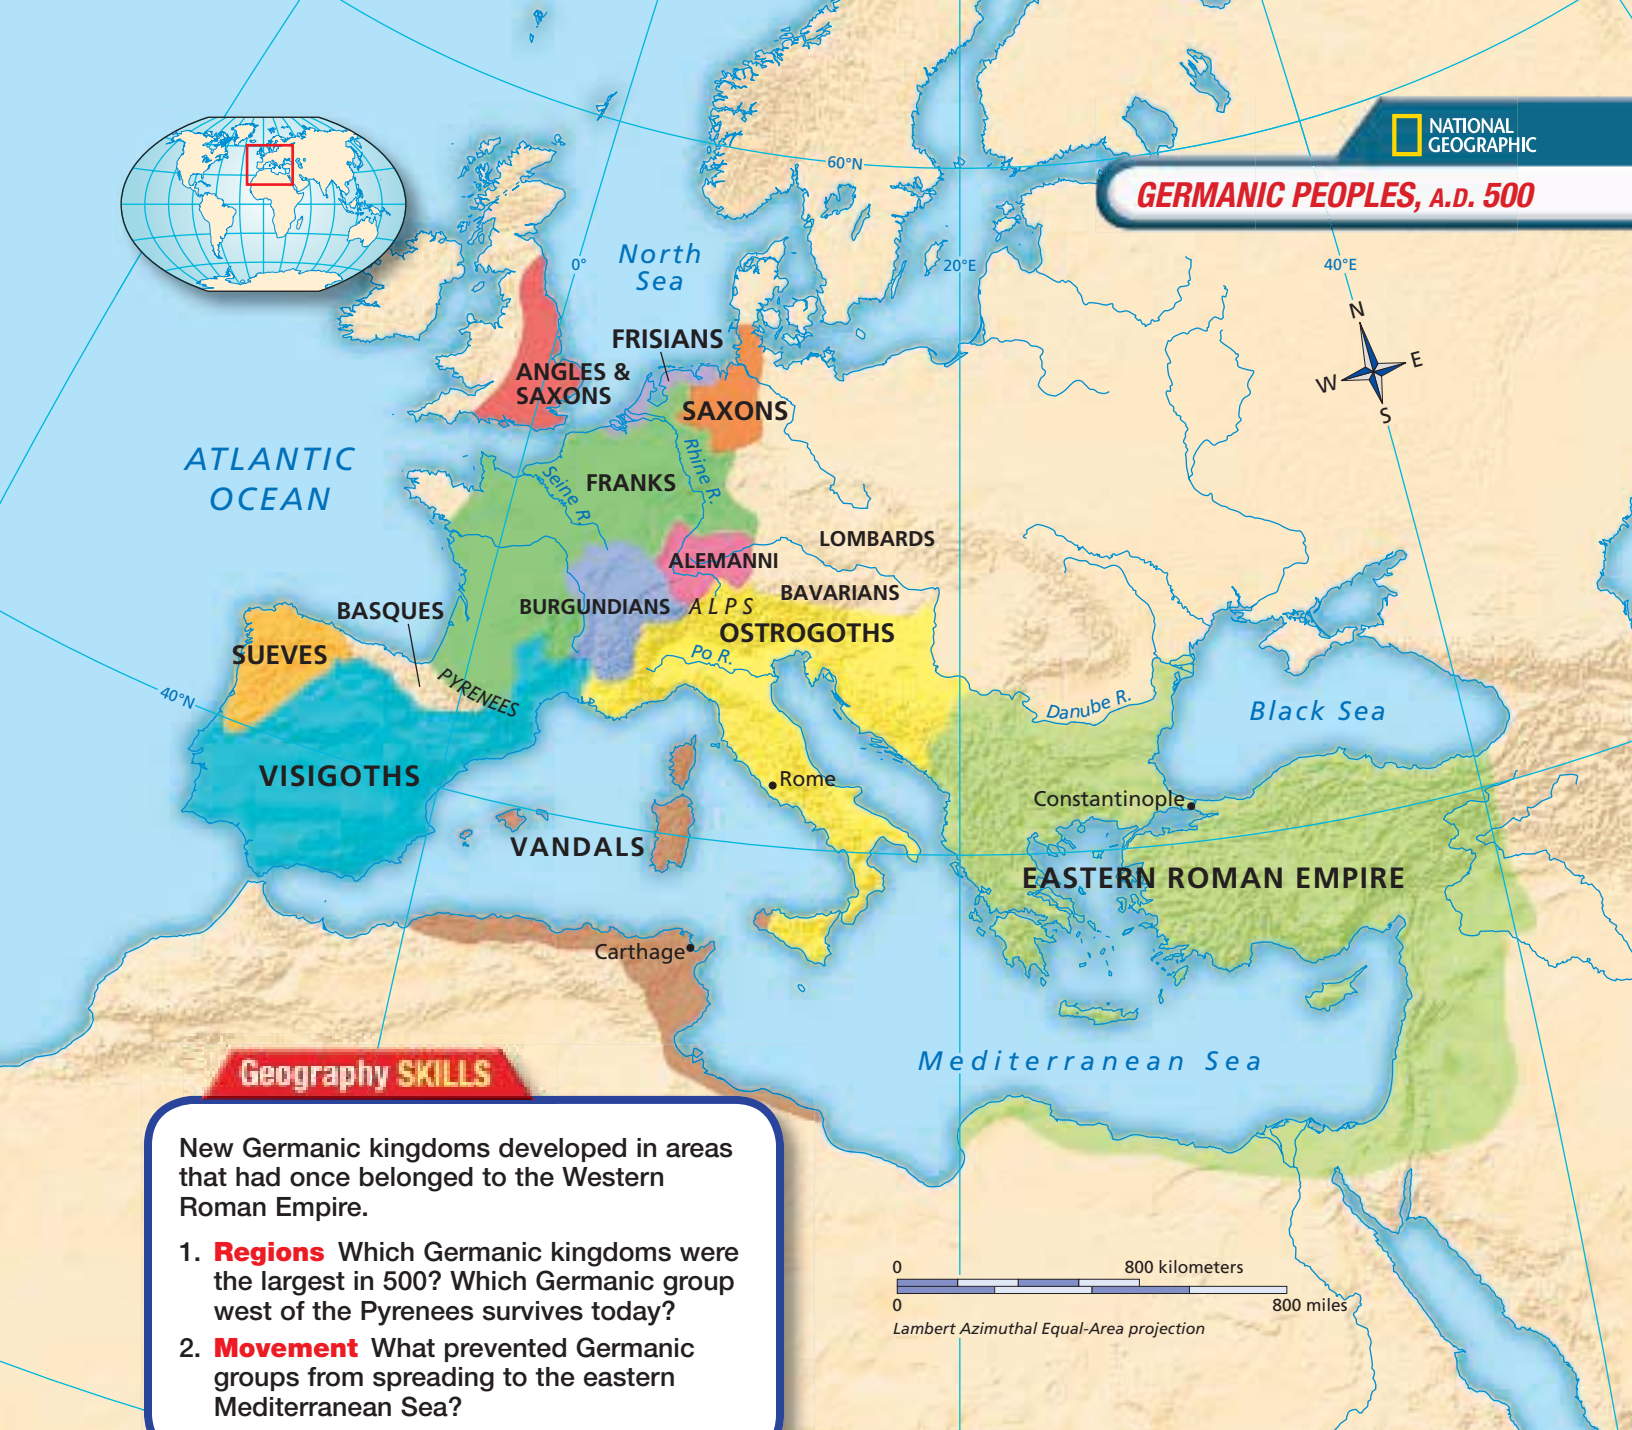 NATIONAL
GEOGRAPHIC
GERMANIC PEOPLES, A.D. 500
60°N
0°
20°E
40°E
North
Sea
N
E
W
S
FRISIANS
ANGLES &
SAXONS
SAXONS
ATLANTIC
OCEAN
Rhine R.
Seine R.
FRANKS
LOMBARDS
ALEMANNI
BAVARIANS
BASQUES
BURGUNDIANS
ALPS
OSTROGOTHS
SUEVES
Po R.
PYRENEES
40°N
Danube R.
Black Sea
VISIGOTHS
Rome
Constantinople
VANDALS
EASTERN ROMAN EMPIRE
Carthage
Mediterranean Sea
Geography SKILLS
New Germanic kingdoms developed in areas
that had once belonged to the Western
Roman Empire.
1. Regions Which Germanic kingdoms were
the largest in 500? Which Germanic group
west of the Pyrenees survives today?
2. Movement What prevented Germanic
groups from spreading to the eastern
Mediterranean Sea?
0 800 kilometers
0 800 miles
Lambert Azimuthal Equal-Area projection